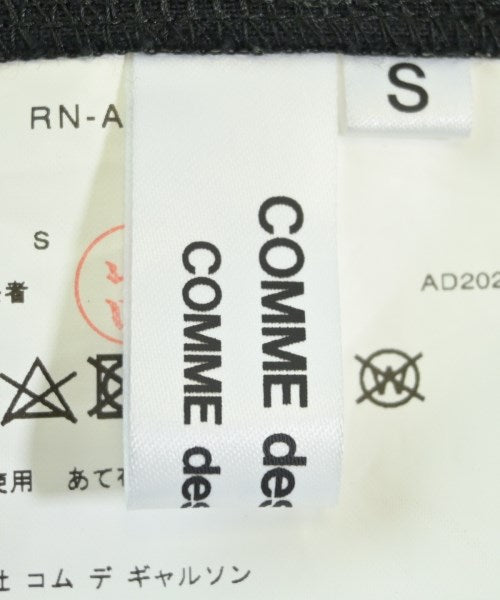 RN-A
S
S
者
AD202
COMME des
COMME des
W
使用 あて
社 コム デ ギャルソン